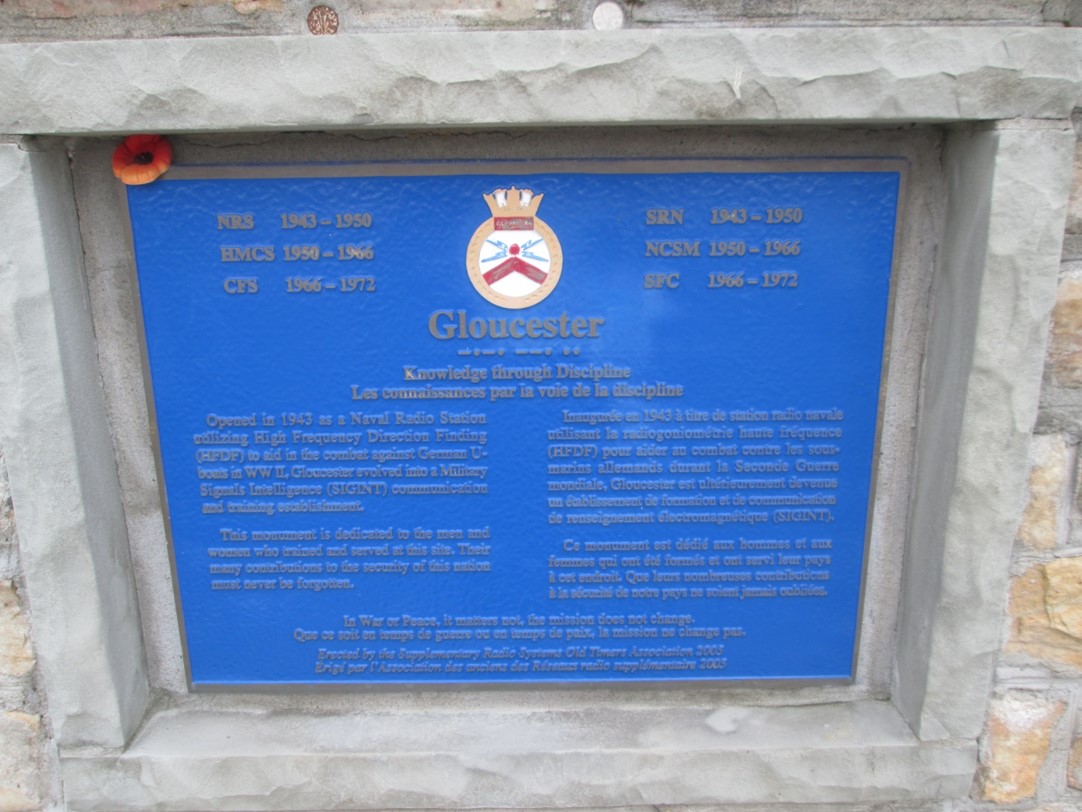 NRS 1943 – 1950
HMCS 1950 – 1966
CFS 1966 – 1972
SRN 1943 – 1950
NCSM 1950 – 1966
SFC 1966 – 1972
Gloucester
Knowledge through Discipline
Les connaissances par la voie de la discipline
Opened in 1943 as a Naval Radio Station
utilizing High Frequency Direction Finding
(HFDF) to aid in the combat against German U-
boats in WW II, Gloucester evolved into a Military
Signals Intelligence (SIGINT) communication
and training establishment.
This monument is dedicated to the men and
women who trained and served at this site. Their
many contributions to the security of this nation
must never be forgotten.
Inaugurée en 1943 à titre de station radio navale
utilisant la radiogoniométrie haute fréquence
(HFDF) pour aider au combat contre les sous-
marins allemands durant la Seconde Guerre
mondiale, Gloucester est ultérieurement devenue
un établissement de formation et de communication
de renseignement électromagnétique (SIGINT).
Ce monument est dédié aux hommes et aux
femmes qui ont été formés et ont servi leur pays
à cet endroit. Que leurs nombreuses contributions
à la sécurité de notre pays ne soient jamais oubliées.
In War or Peace, it matters not, the mission does not change.
Que ce soit en temps de guerre ou en temps de paix, la mission ne change pas.
Erected by the Supplementary Radio Systems Old Timers Association 2005
Érigé par l'Association des anciens des Réseaux radio supplémentaire 2005